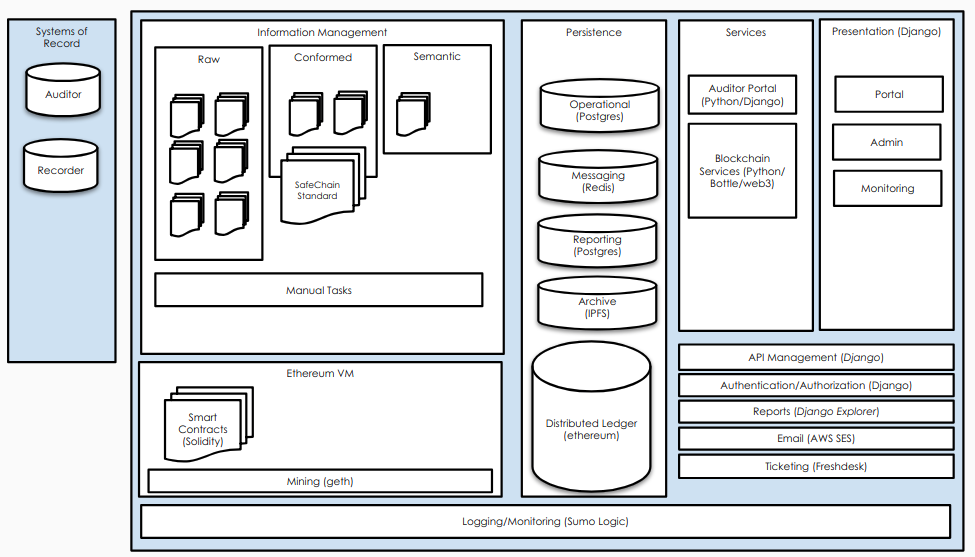 Systems of
Record
Auditor
Recorder
Information Management
Raw
Conformed
Semantic
SafeChain
Standard
Manual Tasks
Ethereum VM
Smart
Contracts
(Solidity)
Mining (geth)
Persistence
Operational
(Postgres)
Messaging
(Redis)
Reporting
(Postgres)
Archive
(IPFS)
Distributed Ledger
(ethereum)
Services
Auditor Portal
(Python/Django)
Blockchain
Services (Python/
Bottle/web3)
Presentation (Django)
Portal
Admin
Monitoring
API Management (Django)
Authentication/Authorization (Django)
Reports (Django Explorer)
Email (AWS SES)
Ticketing (Freshdesk)
Logging/Monitoring (Sumo Logic)